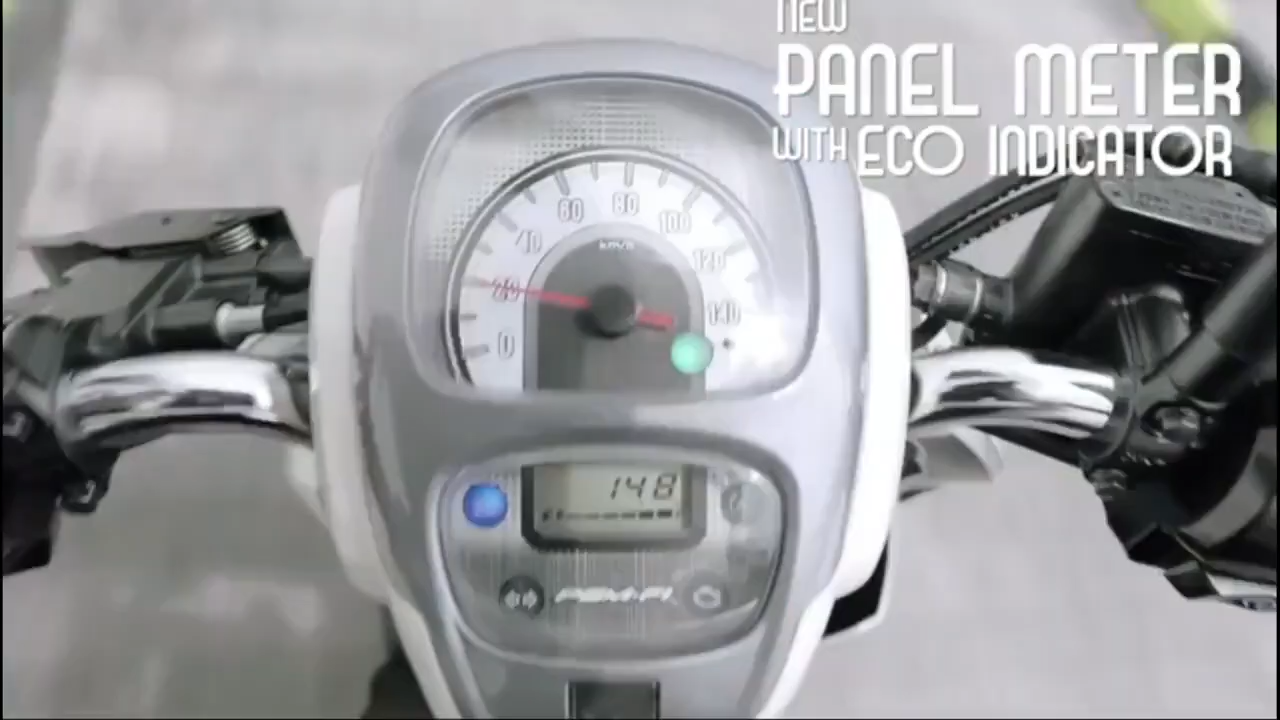 NEW
PANEL METER
WITH ECO INDICATOR
60
80
100
40
km/h
120
20
140
0
148
PGM-FI